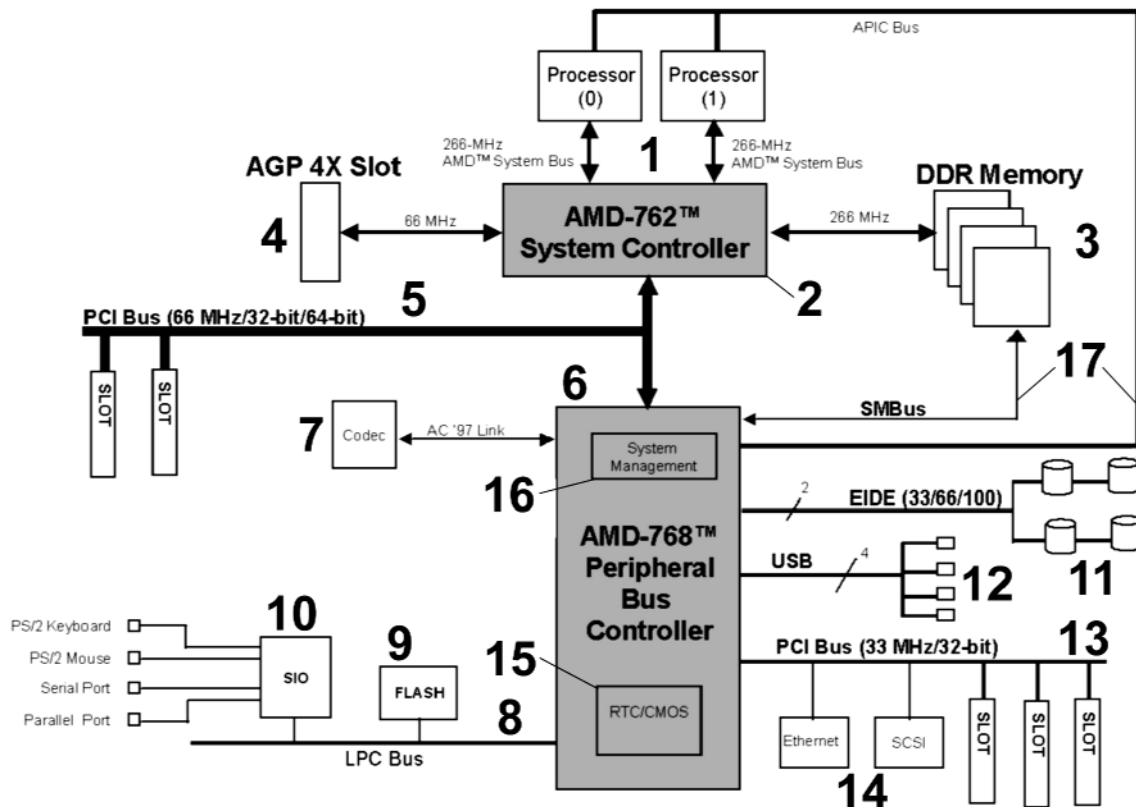 APIC Bus
Processor
(0)
Processor
(1)
266-MHz
AMD™ System Bus
1
266-MHz
AMD™ System Bus
AGP 4X Slot
4
66 MHz
AMD-762™
System Controller
2
266 MHz
DDR Memory
3
5
PCI Bus (66 MHz/32-bit/64-bit)
SLOT
SLOT
6
17
SMBus
7
Codec
AC '97 Link
System
Management
16
2
EIDE (33/66/100)
11
AMD-768™
Peripheral
Bus
Controller
USB
4
12
10
PS/2 Keyboard
PS/2 Mouse
Serial Port
Parallel Port
SIO
9
FLASH
8
LPC Bus
15
RTC/CMOS
PCI Bus (33 MHz/32-bit)
13
Ethernet
SCSI
14
SLOT
SLOT
SLOT